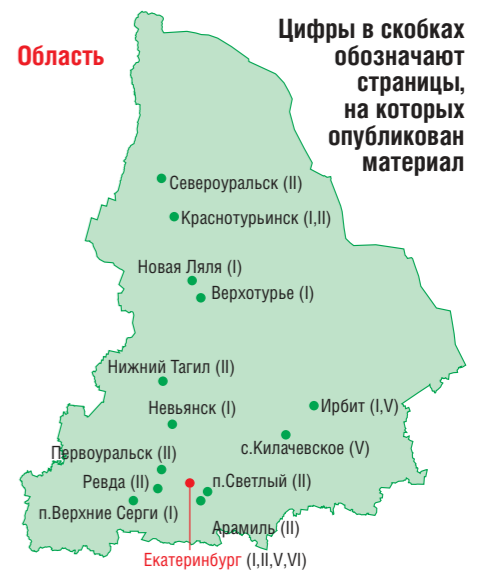 Область
Цифры в скобках
обозначают
страницы,
на которых
опубликован
материал
Североуральск (II)
Краснотурьинск (I,II)
Новая Ляля (I)
Верхотурье (I)
Нижний Тагил (II)
Ирбит (I,V)
Невьянск (I)
с.Килачевское (V)
Первоуральск (II)
Ревда (II)
п.Светлый (II)
п.Верхние Серги (I)
Арамиль (II)
Екатеринбург (I,II,V,VI)